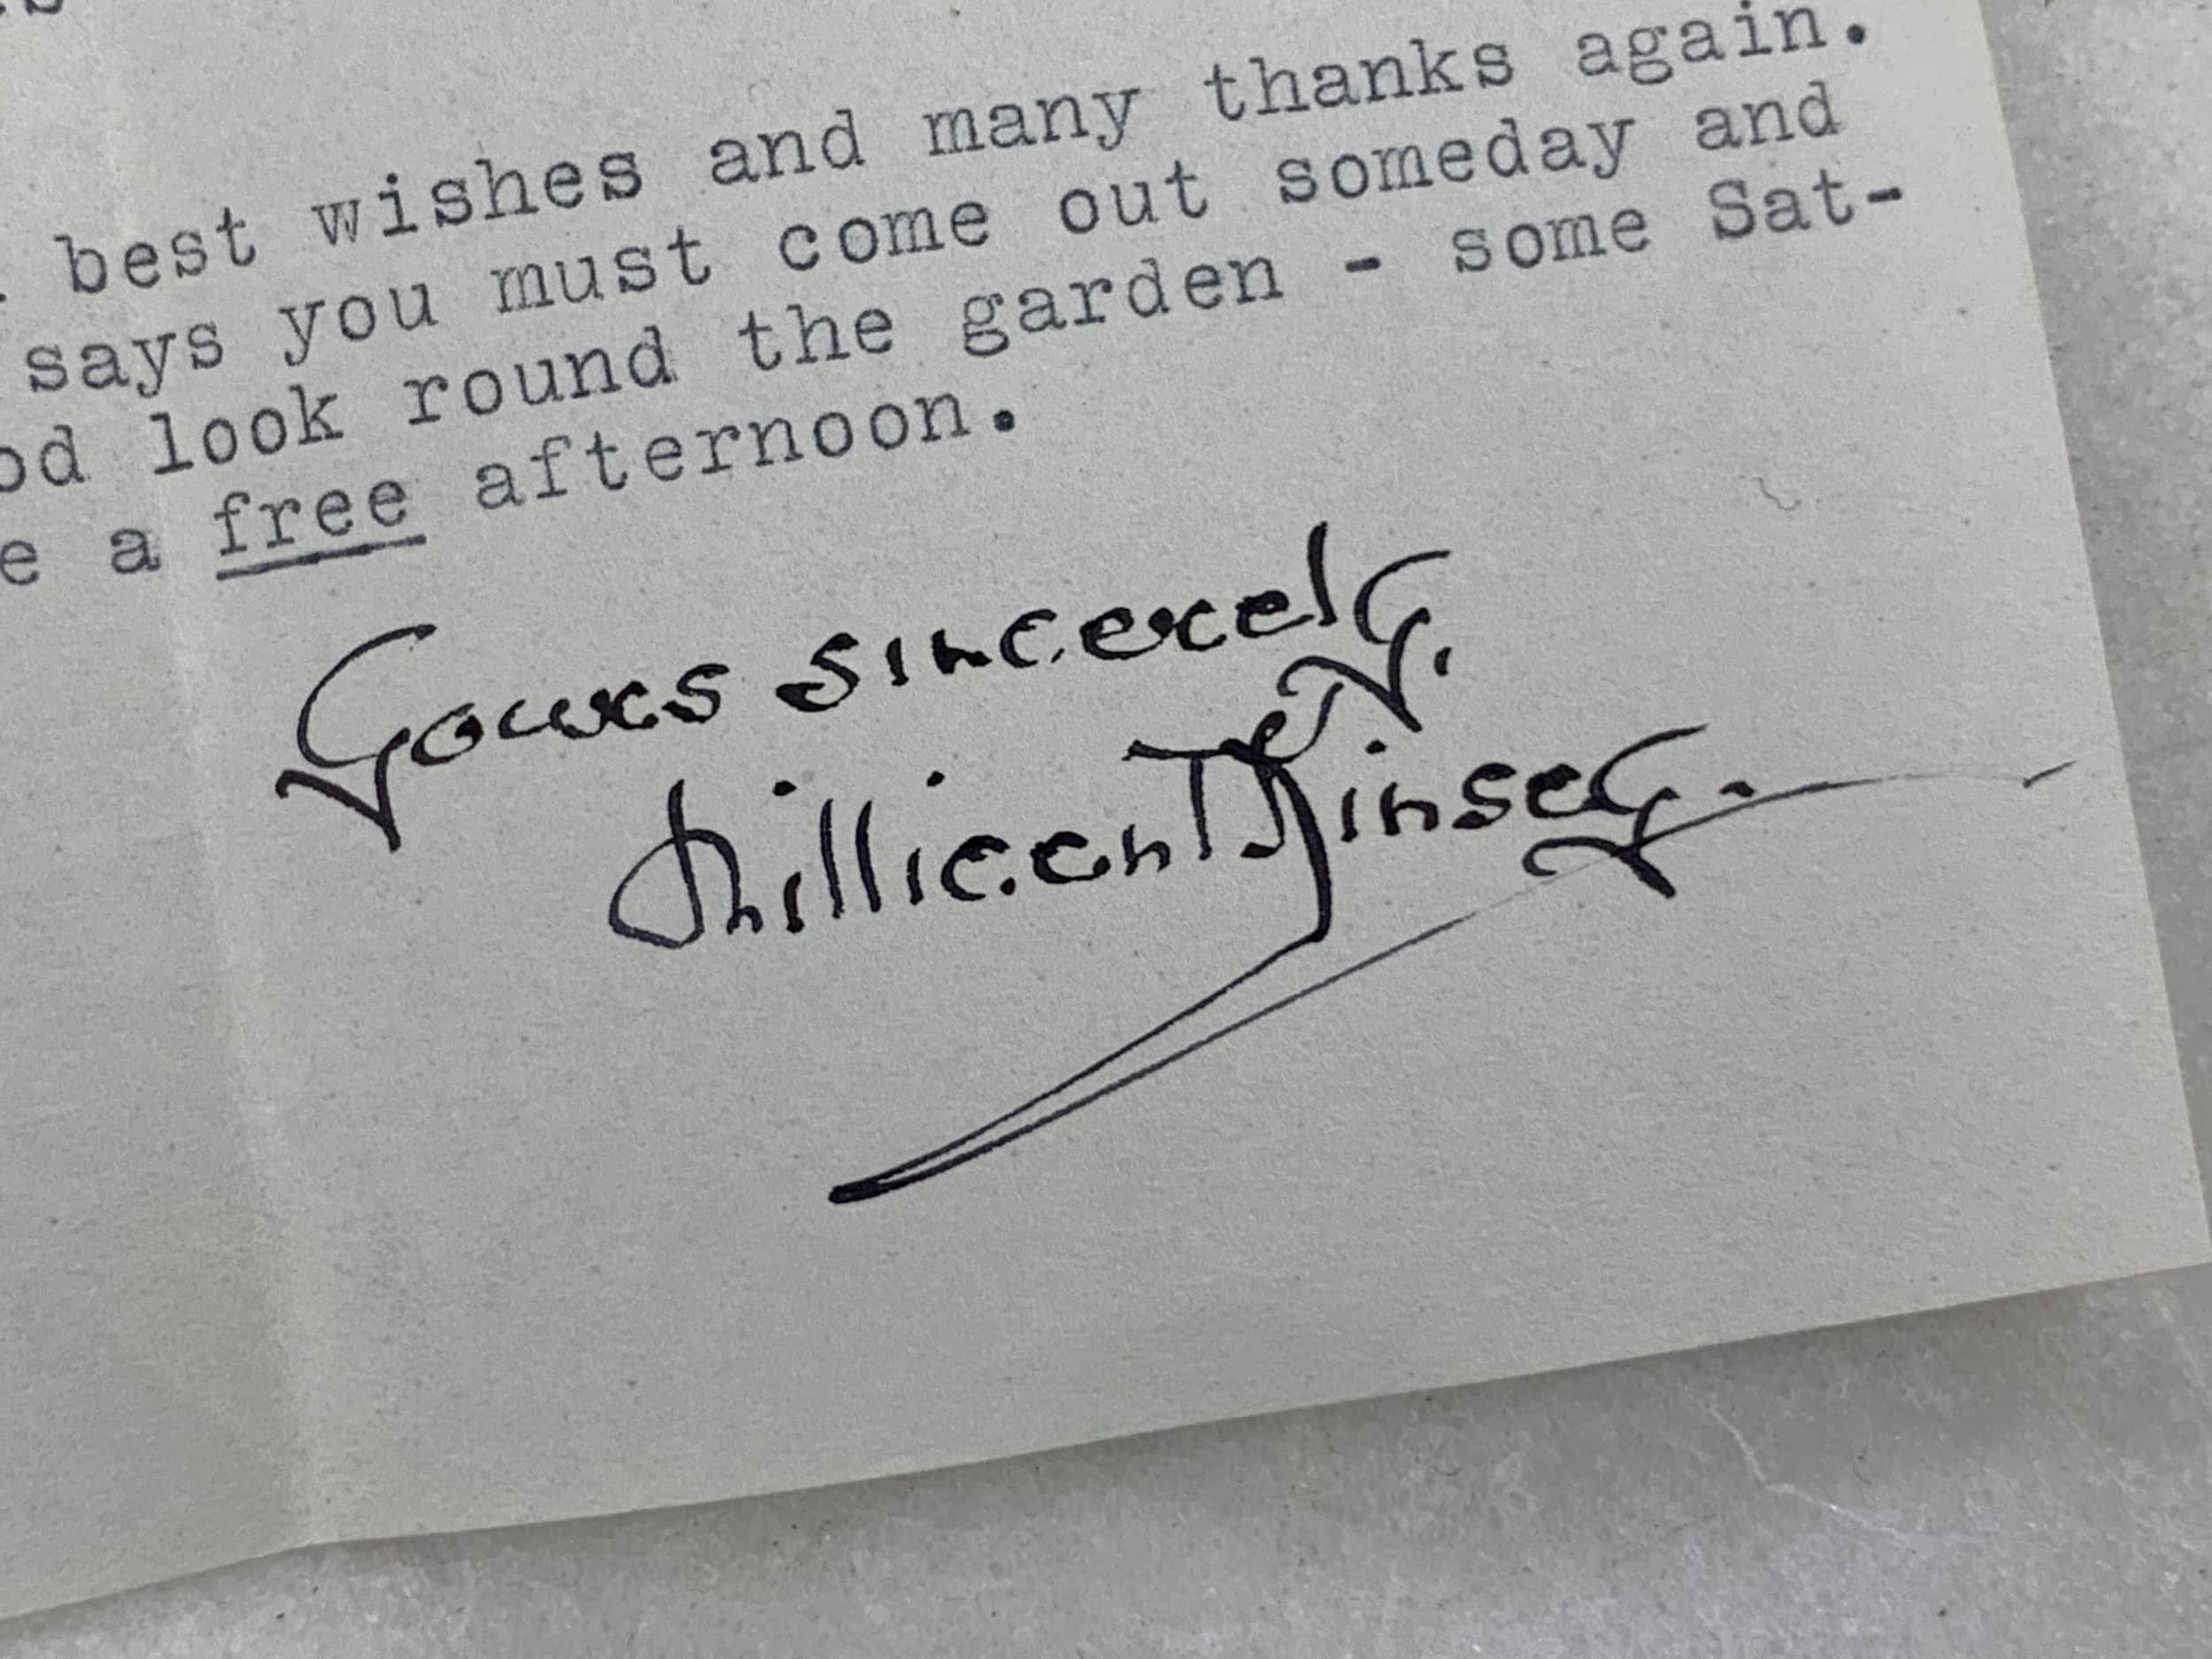 best wishes and many thanks again.
says you must come out someday and
od look round the garden - some Sat-
e a free afternoon.
Yours sincerely.
Millicent Kinsey.